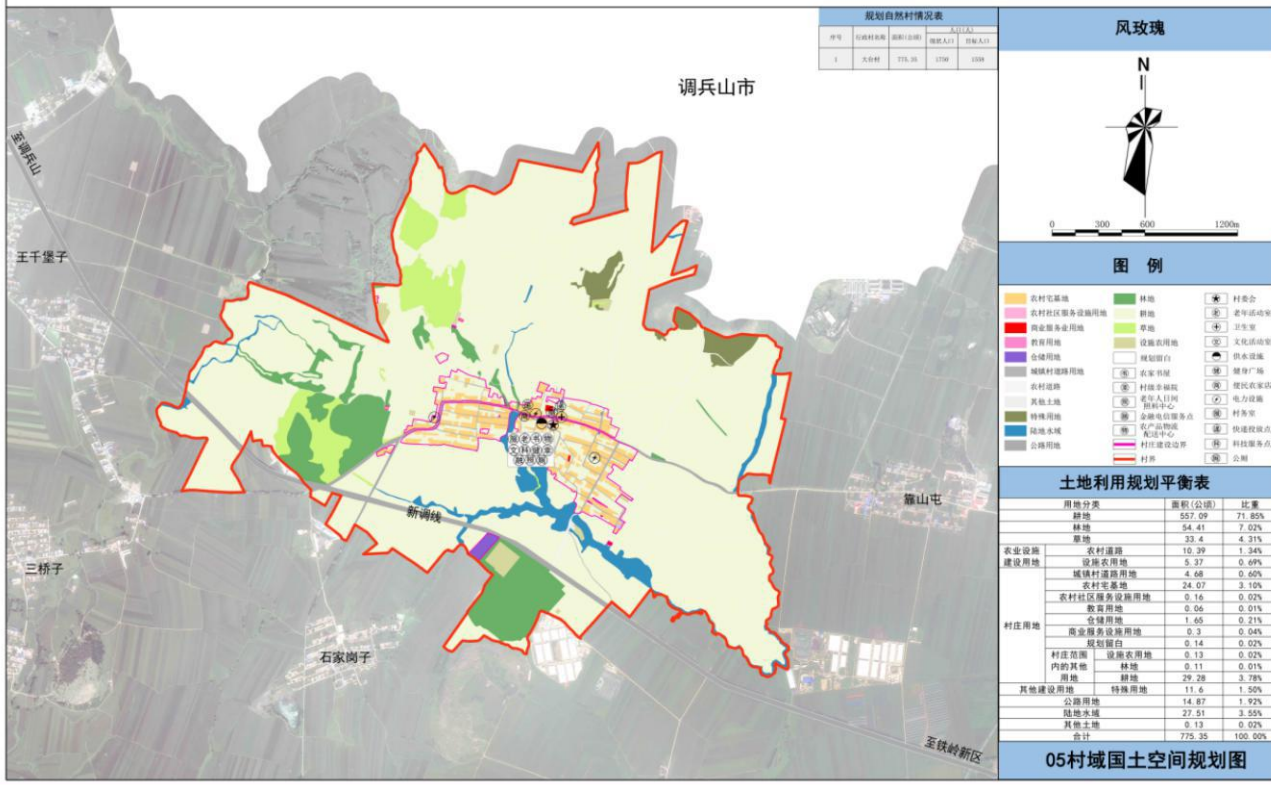 规划自然村情况表
序号 行政村名称 面积(公顷) 人口(人)
现状人口 目标人口
1 大台村 775.35 1750 1558
调兵山市
至调兵山
王千堡子
三桥子
石家岗子
靠山屯
新调线
至铁岭新区
风玫瑰
N
0 300 600 1200m
图 例
农村宅基地 林地 村委会
农村社区服务设施用地 耕地 老年活动室
商业服务业用地 草地 卫生室
教育用地 设施农用地 文化活动室
仓储用地 规划留白 供水设施
城镇村道路用地 农家书屋 健身广场
农村道路 村级幸福院 便民农家店
其他土地 老年人日间照料中心 电力设施
特殊用地 金融电信服务点 村务室
陆地水域 农产品物流配送中心 快递投放点
公路用地 村庄建设边界 科技服务点
村界 公厕
土地利用规划平衡表
用地分类 面积(公顷) 比重
耕地 557.09 71.85%
林地 54.41 7.02%
草地 33.4 4.31%
农业设施建设用地 农村道路 10.39 1.34%
设施农用地 5.37 0.69%
村庄用地 城镇村道路用地 4.68 0.60%
农村宅基地 24.07 3.10%
农村社区服务设施用地 0.16 0.02%
教育用地 0.06 0.01%
仓储用地 1.65 0.21%
商业服务设施用地 0.3 0.04%
规划留白 0.14 0.02%
村庄范围内的其他用地 设施农用地 0.13 0.02%
林地 0.11 0.01%
耕地 29.28 3.78%
其他建设用地 特殊用地 11.6 1.50%
公路用地 14.87 1.92%
陆地水域 27.51 3.55%
其他土地 0.13 0.02%
合计 775.35 100.00%
05村域国土空间规划图